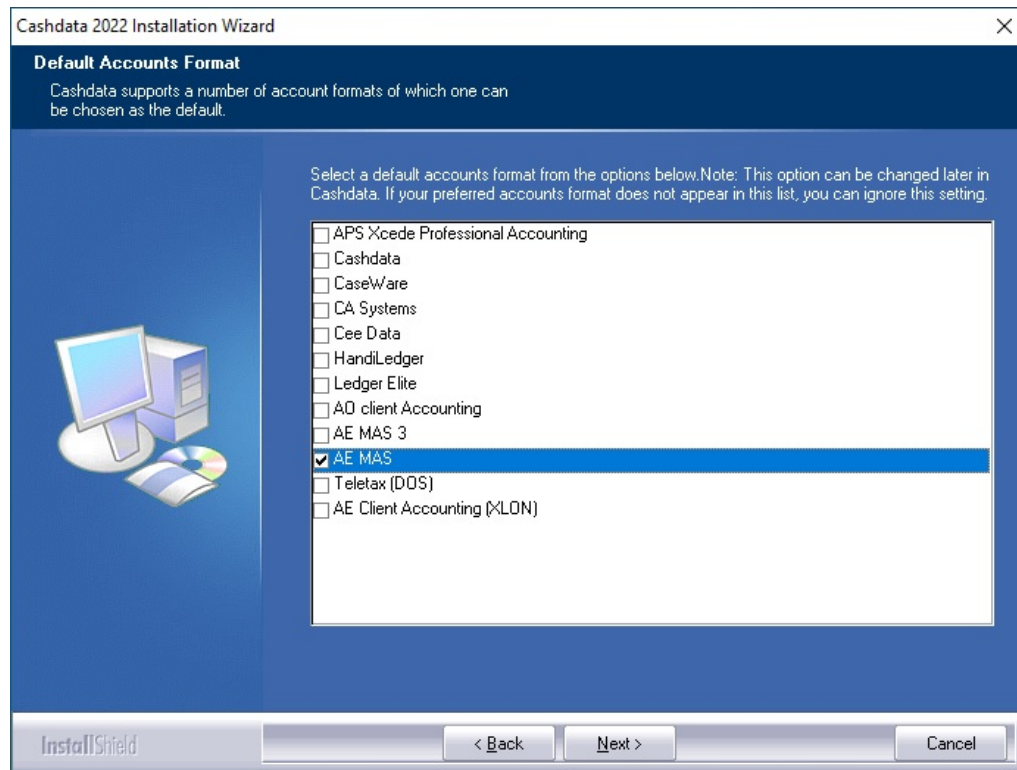 Cashdata 2022 Installation Wizard
Default Accounts Format
Cashdata supports a number of account formats of which one can
be chosen as the default.
Select a default accounts format from the options below.Note: This option can be changed later in
Cashdata. If your preferred accounts format does not appear in this list, you can ignore this setting.
APS Xcede Professional Accounting
Cashdata
CaseWare
CA Systems
Cee Data
HandiLedger
Ledger Elite
AO client Accounting
AE MAS 3
AE MAS
Teletax (DOS)
AE Client Accounting (XLON)
InstallShield
< Back
Next >
Cancel